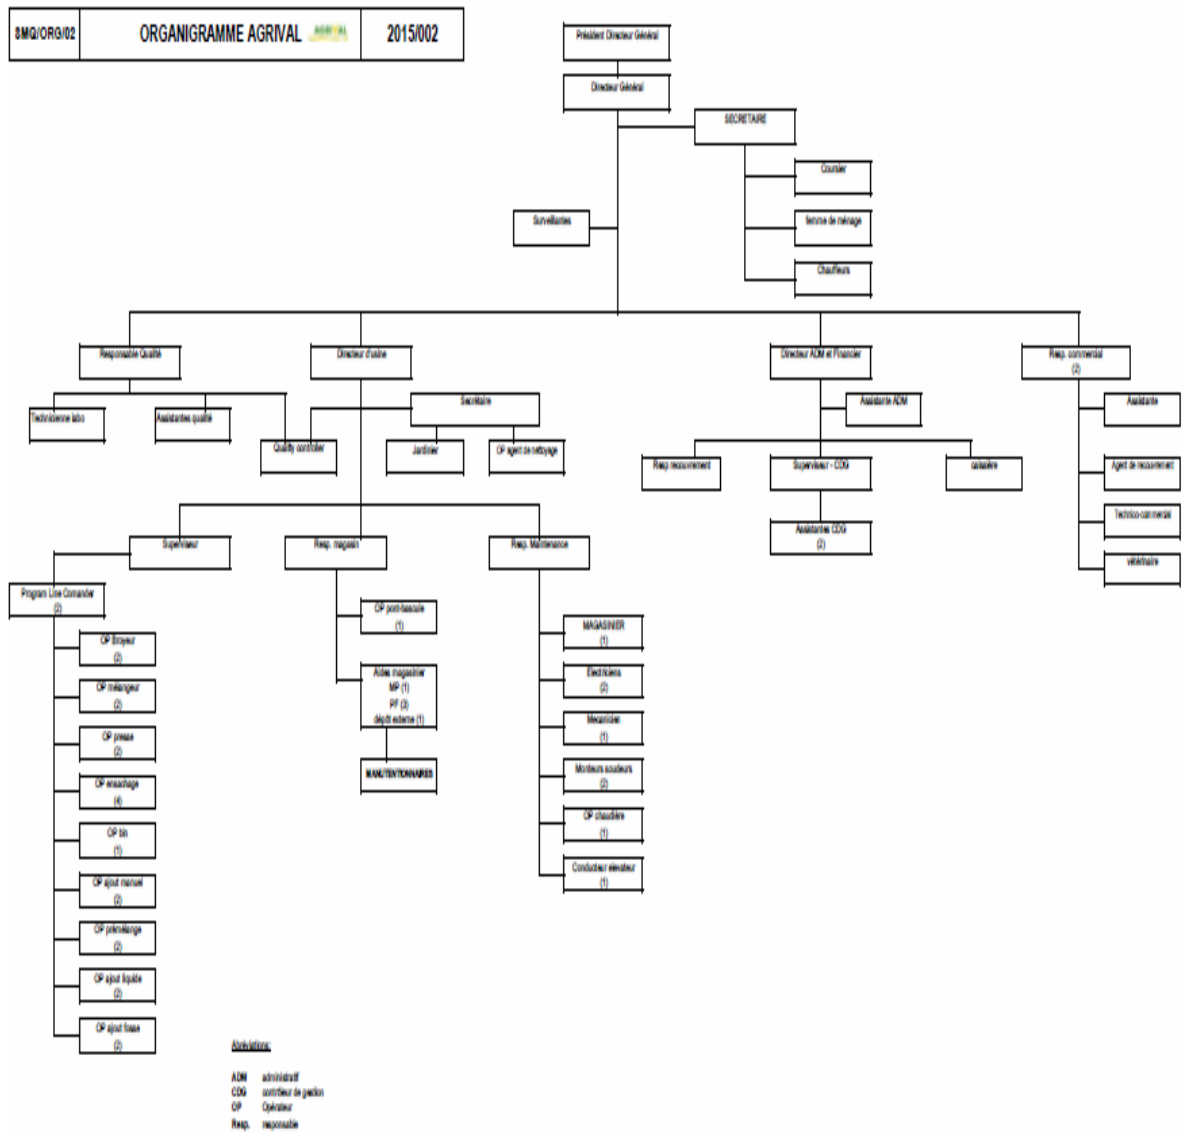 SMQ/ORG/02
ORGANIGRAMME AGRIVAL
AGRIVAL
2015/002
Président Directeur Général
Directeur Général
SECRETAIRE
Coursier
femme de ménage
Chauffeurs
Surveillantes
Responsable Qualité
Directeur d'usine
Directeur ADM et Financier
Resp. commercial
(2)
Technicienne labo
Assistantes qualité
Quality controller
Secrétaire
Jardinier
OP agent de nettoyage
Assistante ADM
Resp recouvrement
Superviseur - CDG
caissière
Assistantes CDG
(2)
Assistante
Agent de recouvrement
Technico-commercial
vétérinaire
Superviseur
Resp. magasin
Resp. Maintenance
Program Line Comander
(2)
OP Broyeur
(2)
OP mélangeur
(2)
OP presse
(2)
OP ensachage
(4)
OP bin
(1)
OP ajout manuel
(2)
OP prémélange
(2)
OP ajout liquide
(2)
OP ajout fosse
(2)
OP pont-bascule
(1)
Aides magasinier
MP (1)
PF (3)
dépôt externe (1)
MANUTENTIONNAIRES
MAGASINIER
(1)
Electriciens
(2)
Mecanicien
(1)
Monteurs soudeurs
(2)
OP chaudière
(1)
Conducteur elevateur
(1)
Abréviations:
ADM administratif
CDG contrôleur de gestion
OP Opérateur
Resp. responsable